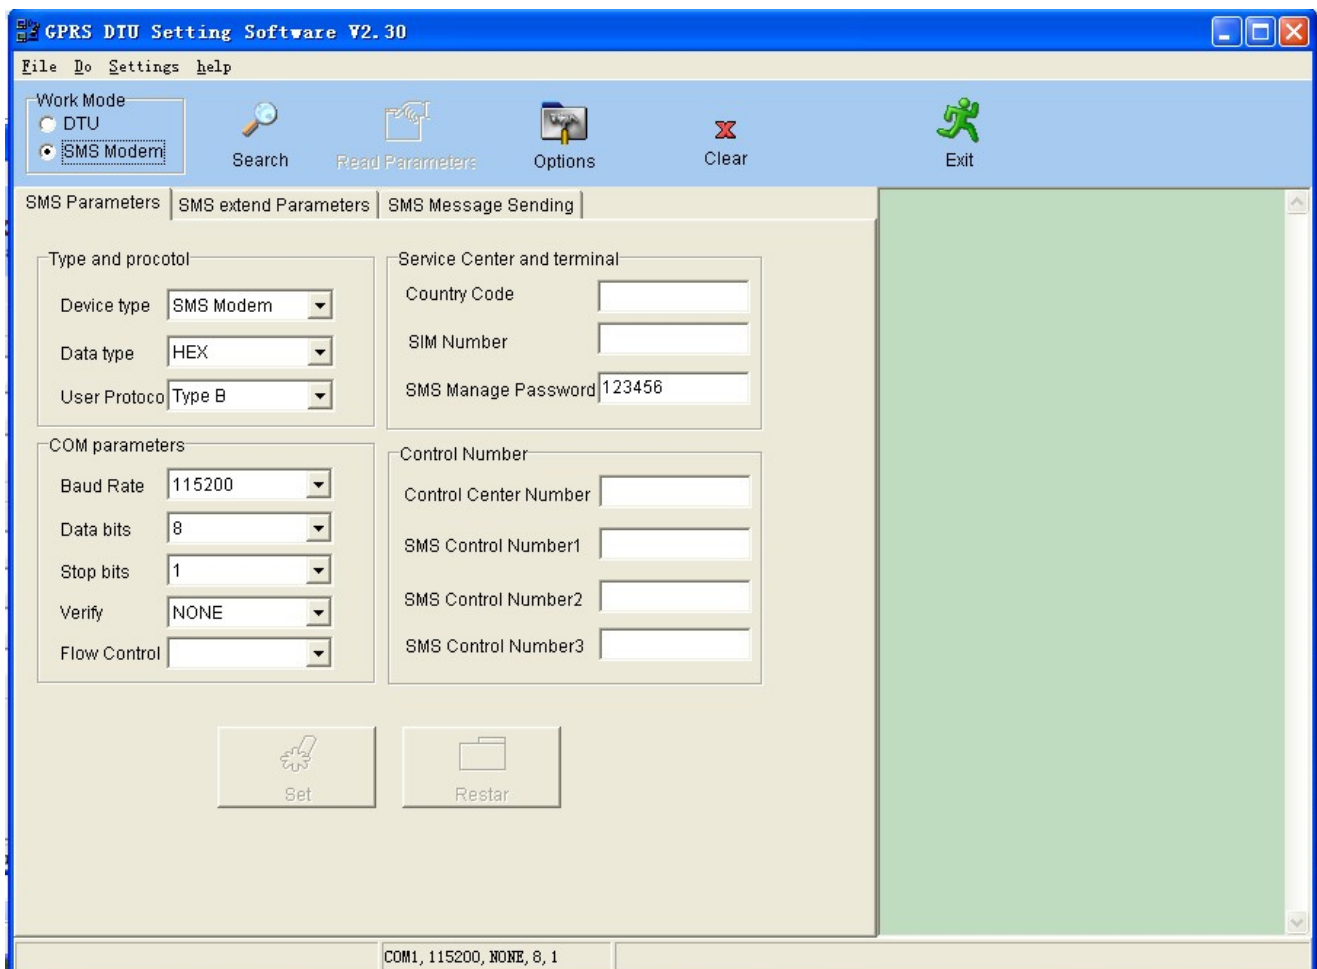 GPRS DTU Setting Software V2.30
File Do Settings help
Work Mode
DTU
SMS Modem
Search
Read Parameters
Options
Clear
Exit
SMS Parameters
SMS extend Parameters
SMS Message Sending
Type and procotol
Device type SMS Modem
Data type HEX
User Protoco Type B
Service Center and terminal
Country Code
SIM Number
SMS Manage Password 123456
COM parameters
Baud Rate 115200
Data bits 8
Stop bits 1
Verify NONE
Flow Control
Control Number
Control Center Number
SMS Control Number1
SMS Control Number2
SMS Control Number3
Set
Restar
COM1, 115200, NONE, 8, 1